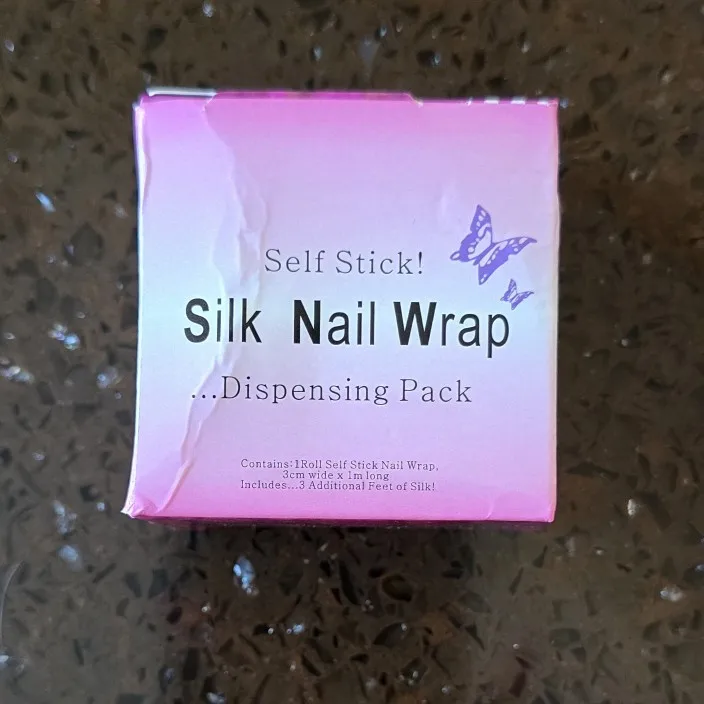 Self Stick!
Silk Nail Wrap
...Dispensing Pack
Contains:1Roll Self Stick Nail Wrap,
3cm wide x 1m long
Includes...3 Additional Feet of Silk!